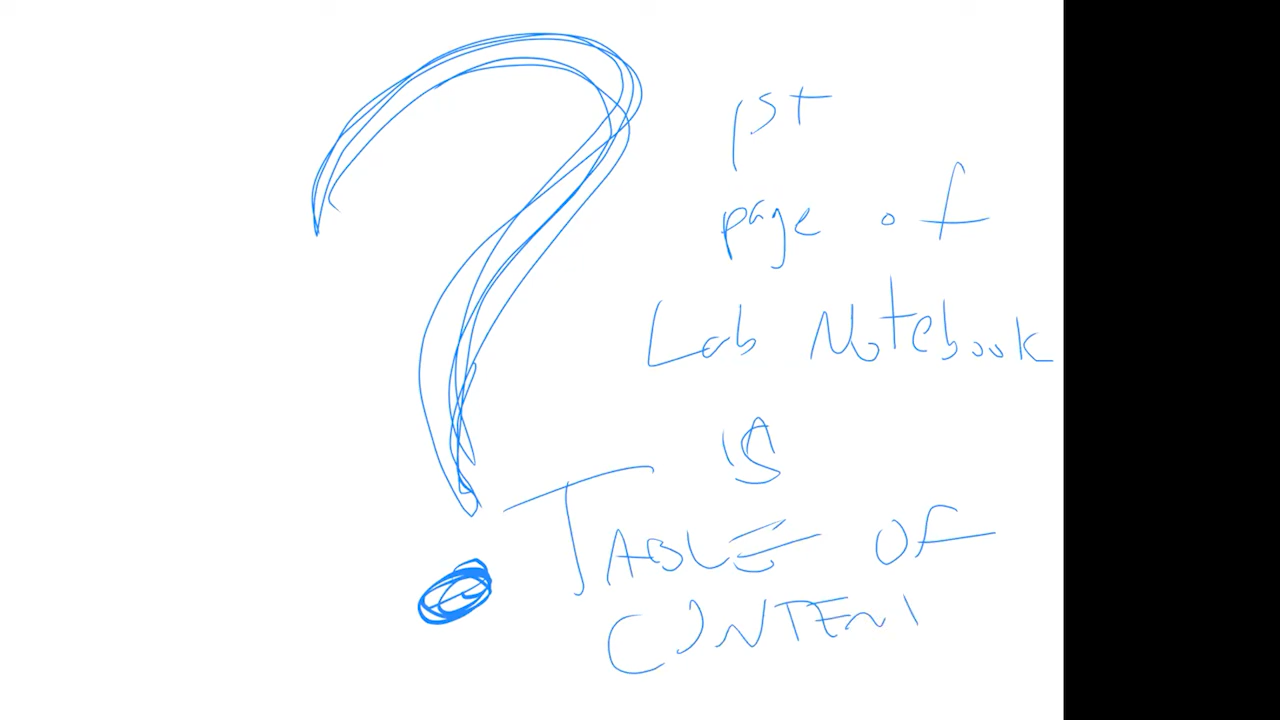 1st
page of
Lab Notebook
is
TABLE OF
CONTENT